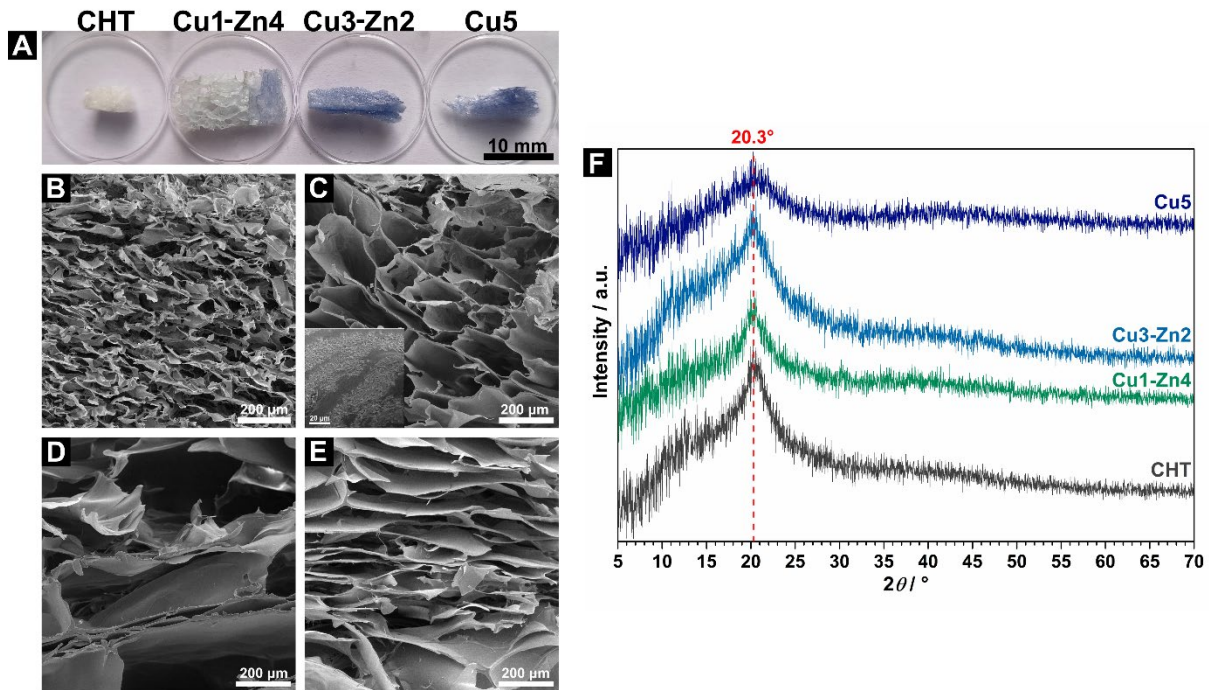 CHT Cu1-Zn4 Cu3-Zn2 Cu5
A
10 mm
B
200 µm
C
20 µm
200 µm
D
200 µm
E
200 µm
F
20.3°
Cu5
Cu3-Zn2
Cu1-Zn4
CHT
Intensity / a.u.
5 10 15 20 25 30 35 40 45 50 55 60 65 70
2θ / °